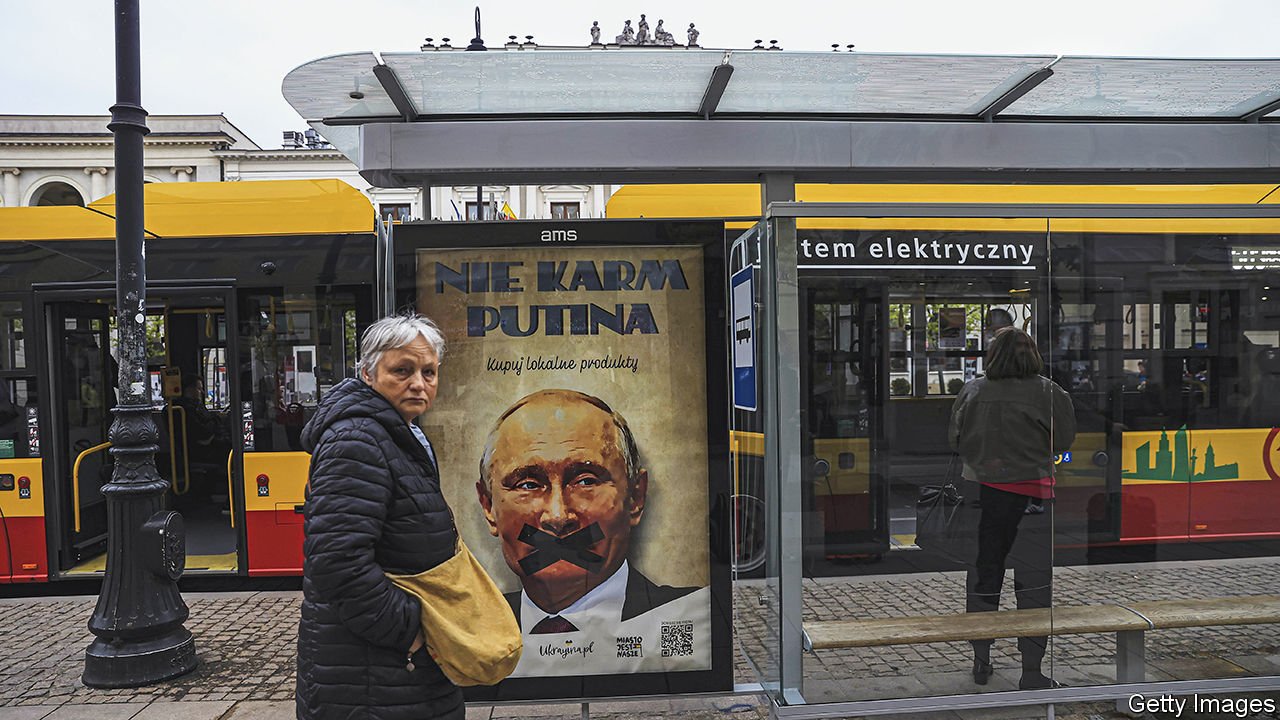 ams
NIE KARM
PUTINA
Kupuj lokalne produkty
Ukrayina.pl
MIASTO
JEST
NASZE
tem elektryczny
Getty Images